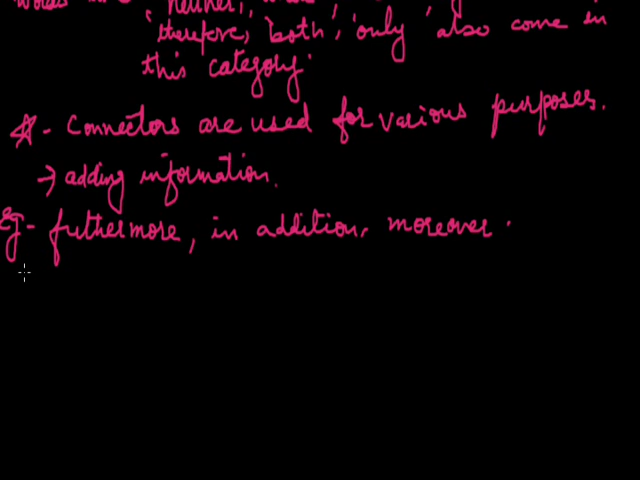 'neither',
'therefore, both', 'only' also come in
this category.
☆- Connectors are used for various purposes.
→ adding information.
Eg- futhermore, in addition, moreover.